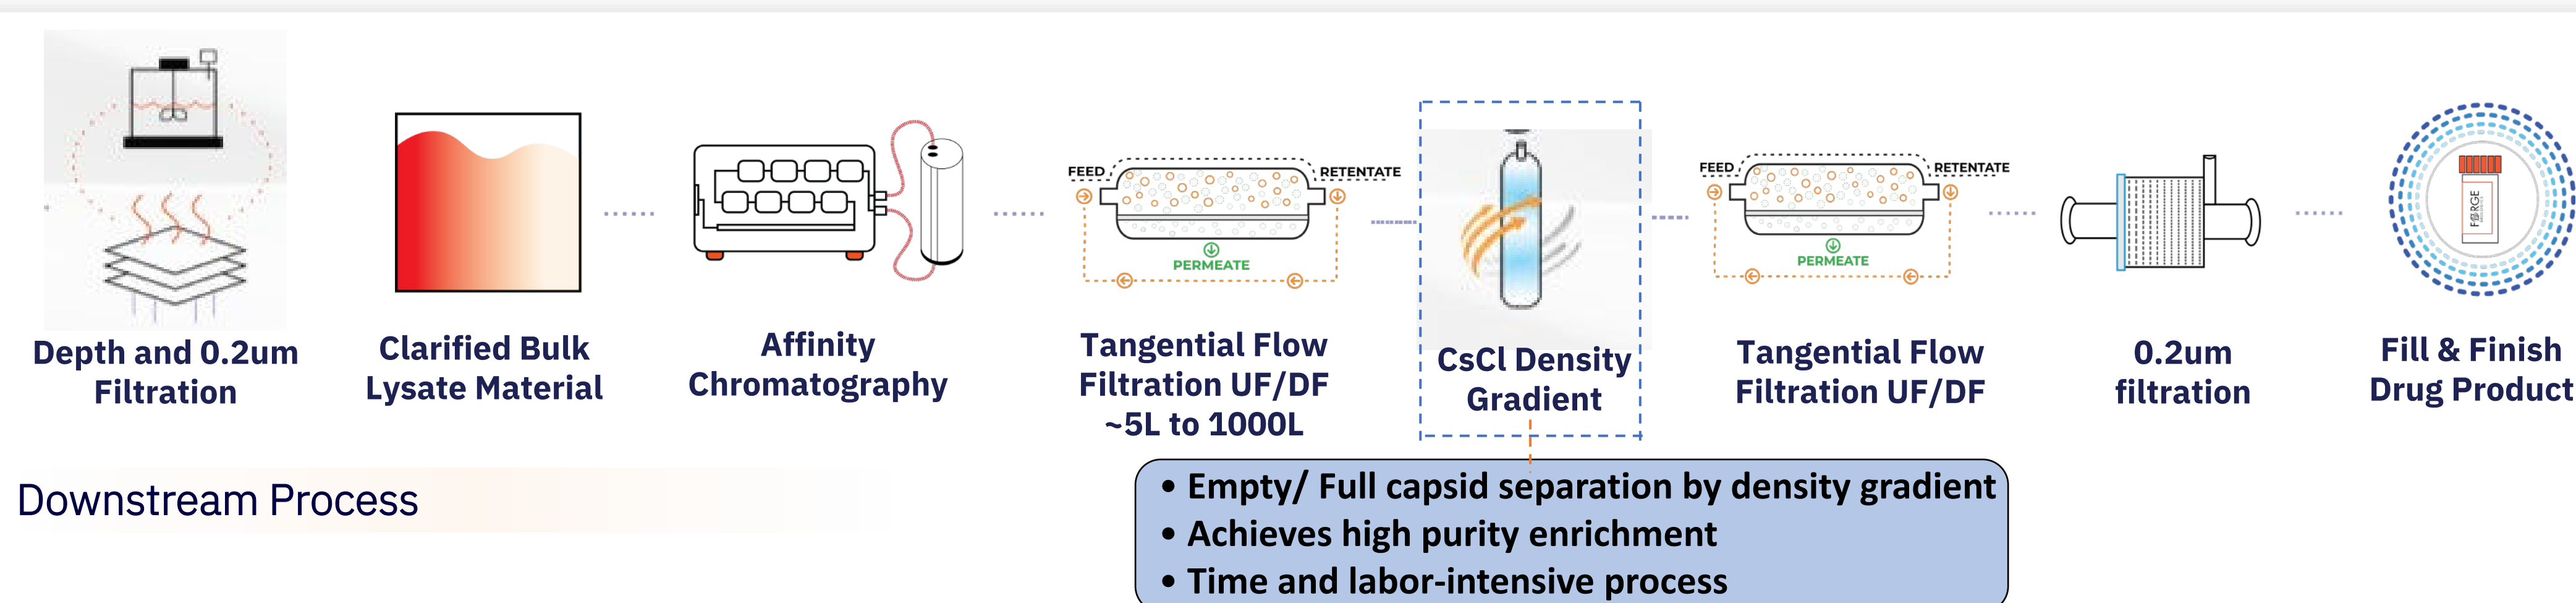 FEED
RETENTATE
PERMEATE
FEED
RETENTATE
PERMEATE
FORGE
Depth and 0.2um
Filtration
Clarified Bulk
Lysate Material
Affinity
Chromatography
Tangential Flow
Filtration UF/DF
~5L to 1000L
CsCl Density
Gradient
Tangential Flow
Filtration UF/DF
0.2um
filtration
Fill & Finish
Drug Product
Downstream Process
• Empty/ Full capsid separation by density gradient
• Achieves high purity enrichment
• Time and labor-intensive process